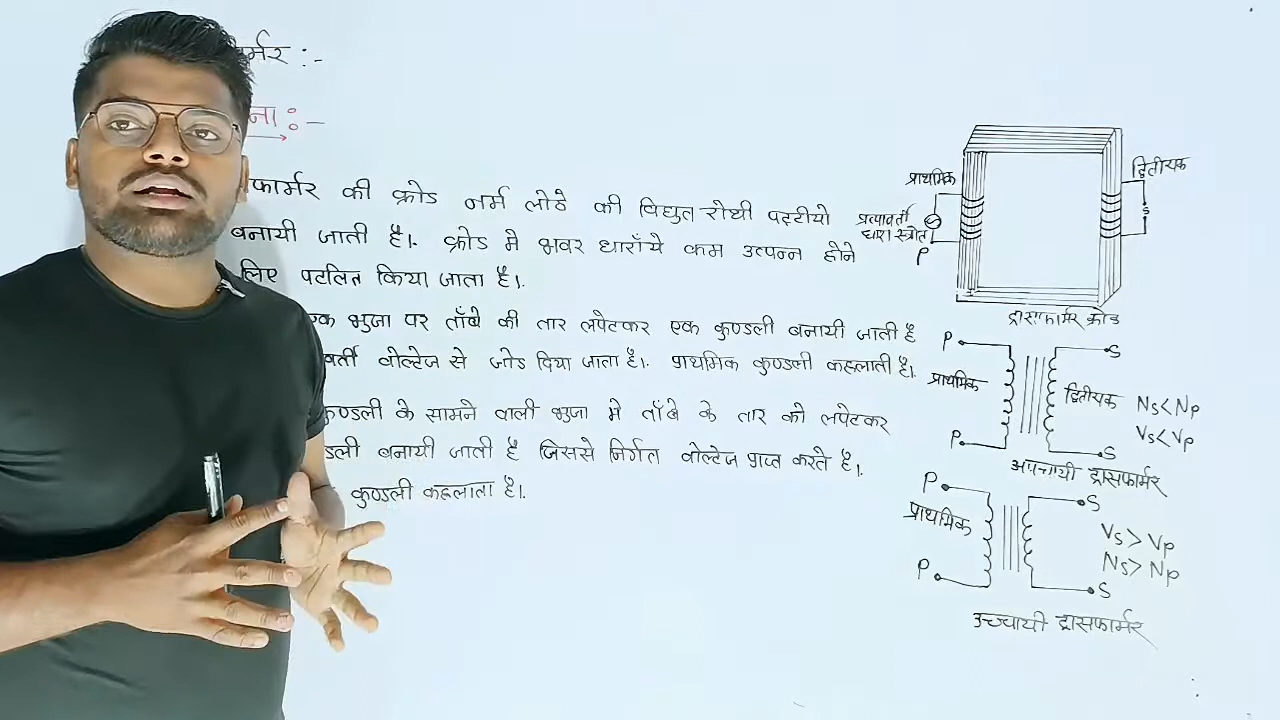 र्मर :-
ना :-
फार्मर की क्रोड नर्म लोहे की विद्युत रोधी पट्टीयो
बनायी जाती है। क्रोड मे भवर धाराँये कम उत्पन्न होने
लिए पटलित किया जाता है।
एक भुजा पर ताँबे की तार लपेटकर एक कुण्डली बनायी जाती है
वर्ती वोल्टेज से जोड दिया जाता है। प्राथमिक कुण्डली कहलाती है।
कुण्डली के सामने वाली भुजा मे ताँबे के तार को लपेटकर
डली बनायी जाती है जिससे निर्गत वोल्टेज प्राप्त करते है।
कुण्डली कहलाता है।
प्राथमिक
द्वितीयक
प्रत्यावर्ती
धारा स्त्रोत
P
S
ट्रासफार्मर क्रोड
P
S
प्राथमिक
द्वितीयक
Ns<Np
Vs<Vp
P
S
अपचायी ट्रासफार्मर
P
S
प्राथमिक
Vs>Vp
Ns>Np
P
S
उच्चायी ट्रासफार्मर